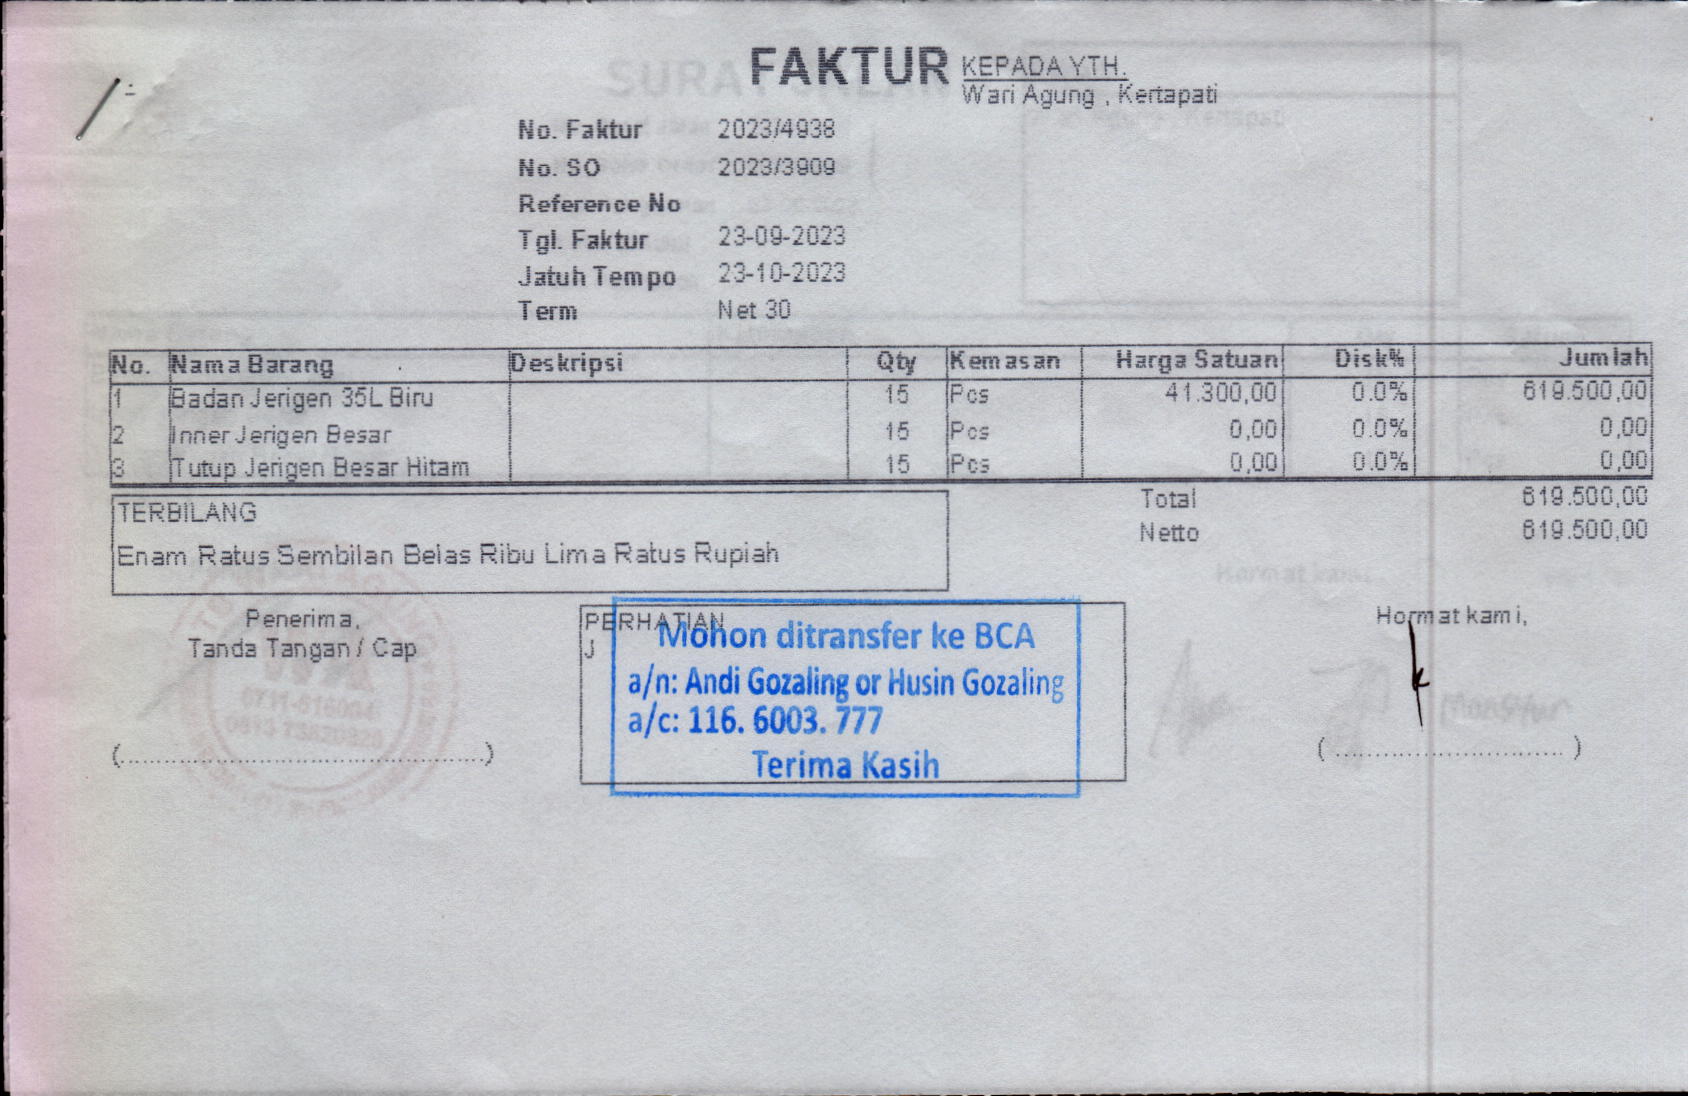 FAKTUR
KEPADA YTH.
Wari Agung , Kertapati
No. Faktur 2023/4938
No. SO 2023/3909
Reference No
Tgl. Faktur 23-09-2023
Jatuh Tempo 23-10-2023
Term Net 30
No. Nama Barang Deskripsi Qty Kemasan Harga Satuan Disk% Jumlah
1 Badan Jerigen 35L Biru 15 Pcs 41.300,00 0.0% 619.500,00
2 Inner Jerigen Besar 15 Pcs 0,00 0.0% 0,00
3 Tutup Jerigen Besar Hitam 15 Pcs 0,00 0.0% 0,00
Total 619.500,00
Netto 619.500,00
TERBILANG
Enam Ratus Sembilan Belas Ribu Lima Ratus Rupiah
Penerima,
Tanda Tangan / Cap
(....................................................)
PERHATIAN
J
Mohon ditransfer ke BCA
a/n: Andi Gozaling or Husin Gozaling
a/c: 116. 6003. 777
Terima Kasih
Hormat kami,
( ................................ )